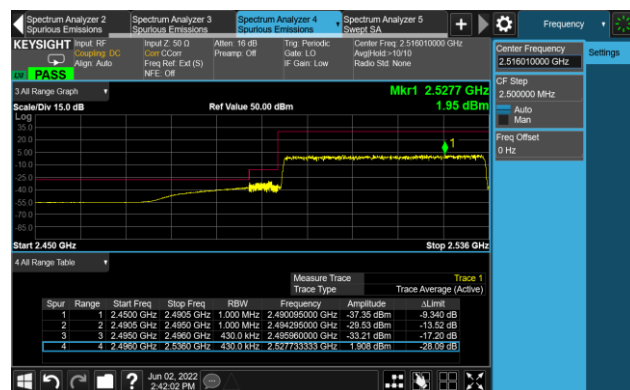 Spectrum Analyzer 2
Spurious Emissions
Spectrum Analyzer 3
Spurious Emissions
Spectrum Analyzer 4
Spurious Emissions
Spectrum Analyzer 5
Swept SA
Frequency
KEYSIGHT
Input: RF
Coupling: DC
Align: Auto
Input Z: 50 Ω
Corr CCorr
Freq Ref: Ext (S)
NFE: Off
Atten: 16 dB
Preamp: Off
Trig: Periodic
Gate: LO
IF Gain: Low
Center Freq: 2.516010000 GHz
Avg|Hold:>10/10
Radio Std: None
PASS
Center Frequency
2.516010000 GHz
Settings
CF Step
2.500000 MHz
Auto
Man
Freq Offset
0 Hz
3 All Range Graph
Mkr1 2.5277 GHz
Scale/Div 15.0 dB
Ref Value 50.00 dBm
1.95 dBm
Log
35.0
20.0
5.00
-10.0
-25.0
-40.0
-55.0
-70.0
-85.0
1
Start 2.450 GHz
Stop 2.536 GHz
4 All Range Table
Measure Trace Trace 1
Trace Type Trace Average (Active)
Spur Range Start Freq Stop Freq RBW Frequency Amplitude ΔLimit
1 1 2.4500 GHz 2.4905 GHz 1.000 MHz 2.490095000 GHz -37.35 dBm -9.340 dB
2 2 2.4905 GHz 2.4950 GHz 1.000 MHz 2.494295000 GHz -29.53 dBm -13.52 dB
3 3 2.4950 GHz 2.4960 GHz 430.0 kHz 2.495960000 GHz -33.21 dBm -17.20 dB
4 4 2.4960 GHz 2.5360 GHz 430.0 kHz 2.527733333 GHz 1.908 dBm -28.09 dB
Jun 02, 2022
2:42:02 PM